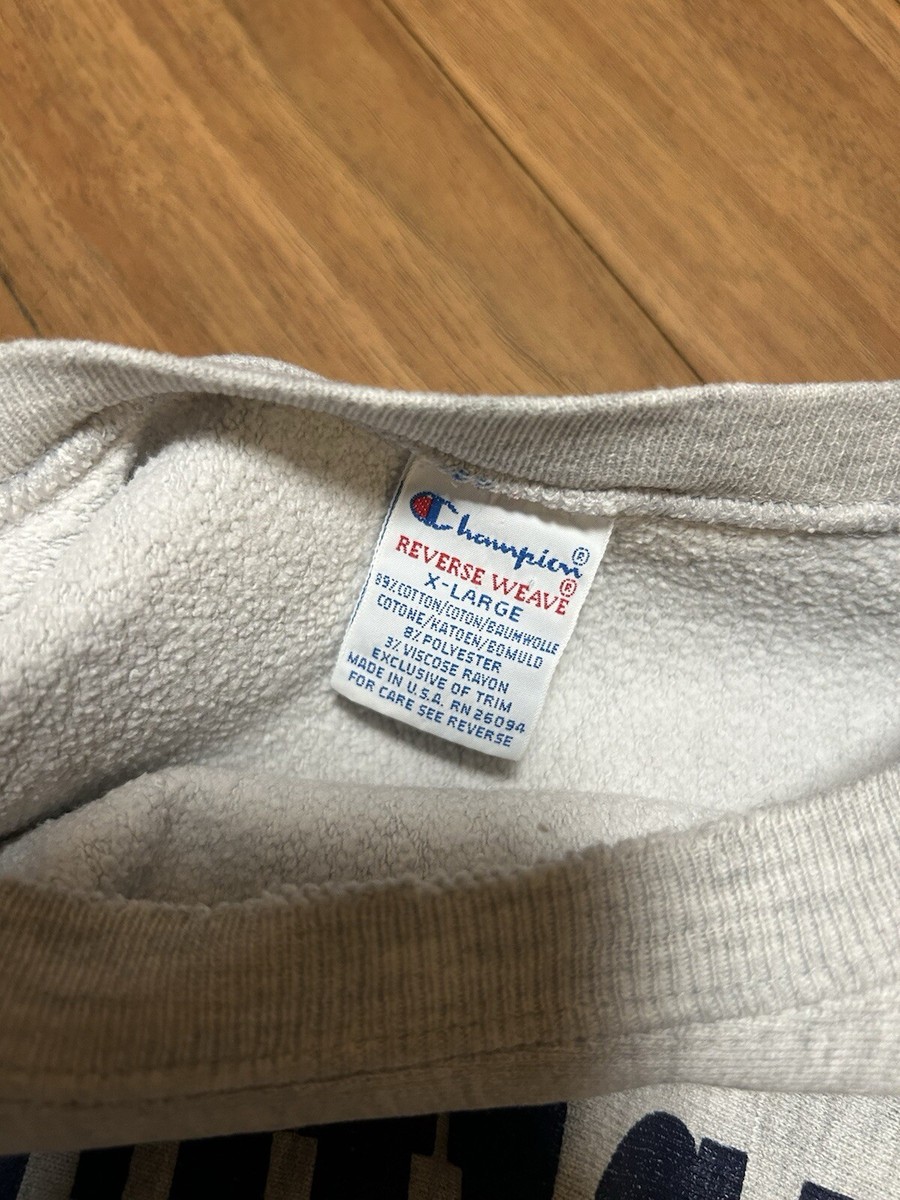 Champion®
REVERSE WEAVE®
X-LARGE
89% COTTON/COTON/BAUMWOLLE
COTONE/KATOEN/BOMULD
8% POLYESTER
3% VISCOSE RAYON
EXCLUSIVE OF TRIM
MADE IN U.S.A. RN 26094
FOR CARE SEE REVERSE